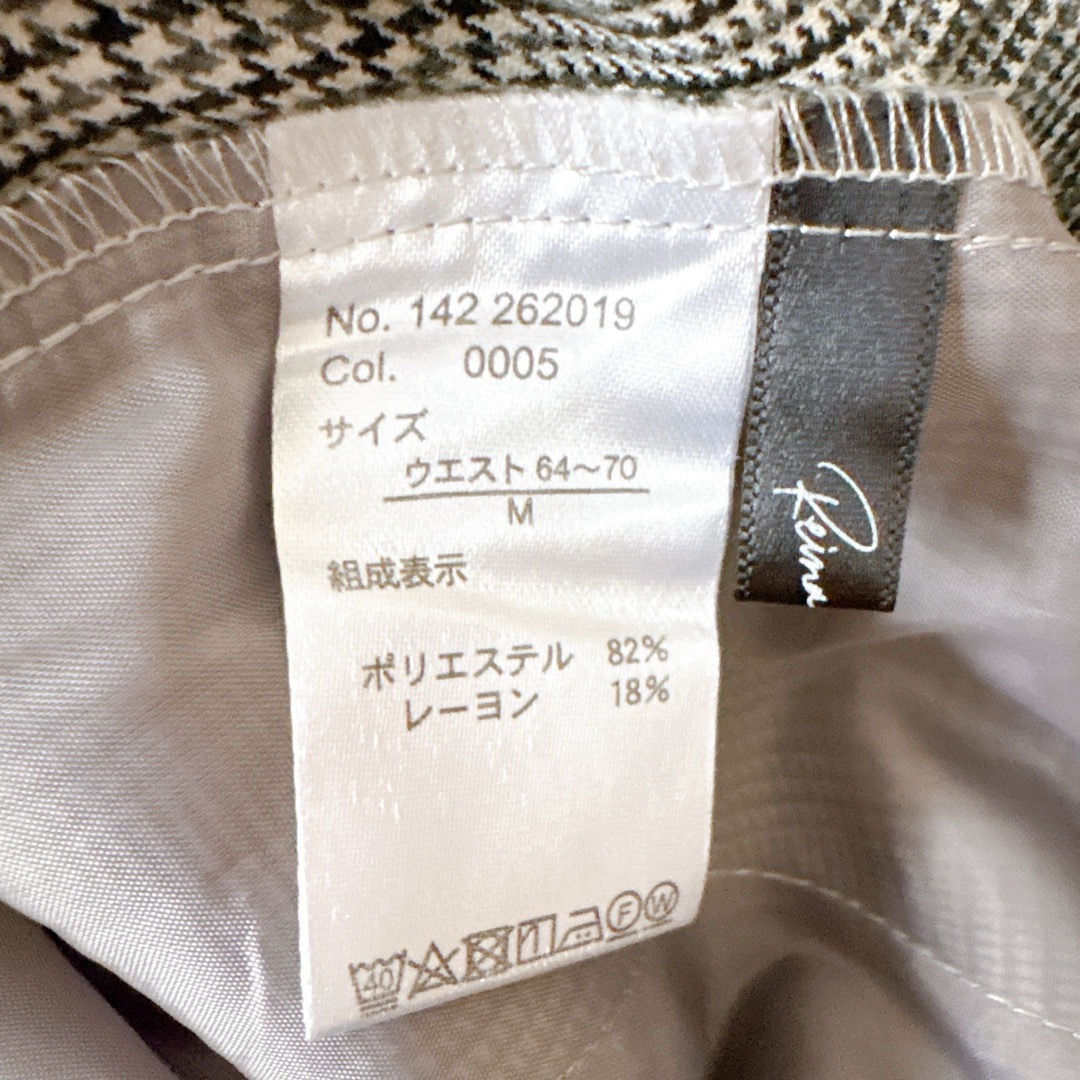 No. 142 262019
Col. 0005
サイズ
ウエスト 64～70
M
組成表示
ポリエステル 82%
レーヨン 18%
40
F W